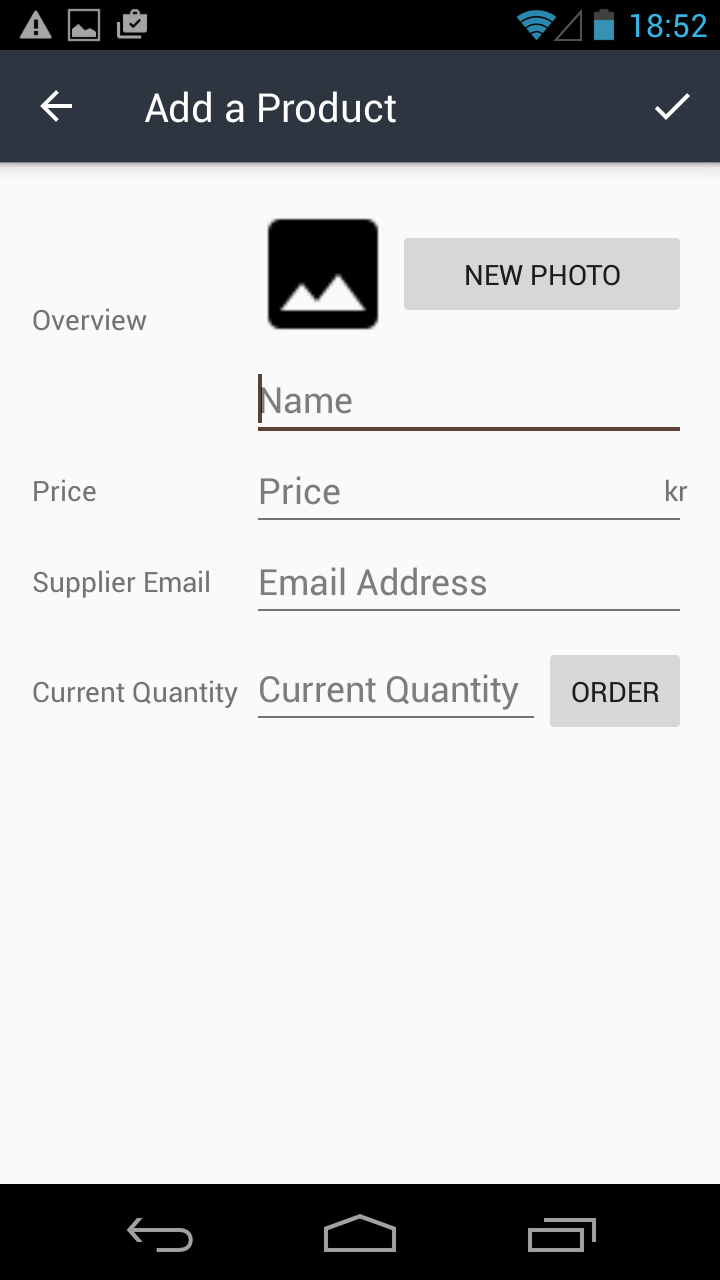 18:52
Add a Product
NEW PHOTO
Overview
Name
Price Price kr
Supplier Email Email Address
Current Quantity Current Quantity ORDER